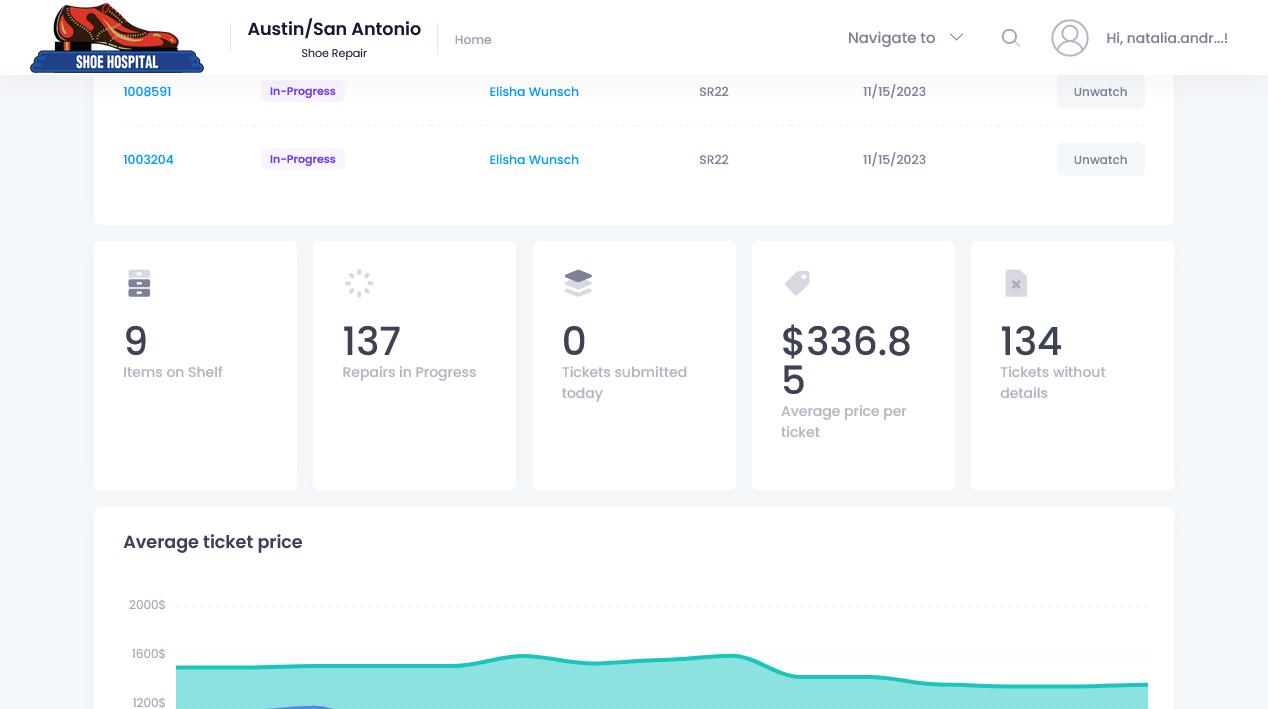 SHOE HOSPITAL
Austin/San Antonio
Shoe Repair
Home
Navigate to
Hi, natalia.andr...!
1008591 In-Progress Elisha Wunsch SR22 11/15/2023 Unwatch
1003204 In-Progress Elisha Wunsch SR22 11/15/2023 Unwatch
9
Items on Shelf
137
Repairs in Progress
0
Tickets submitted
today
$336.8
5
Average price per
ticket
134
Tickets without
details
Average ticket price
2000$
1600$
1200$